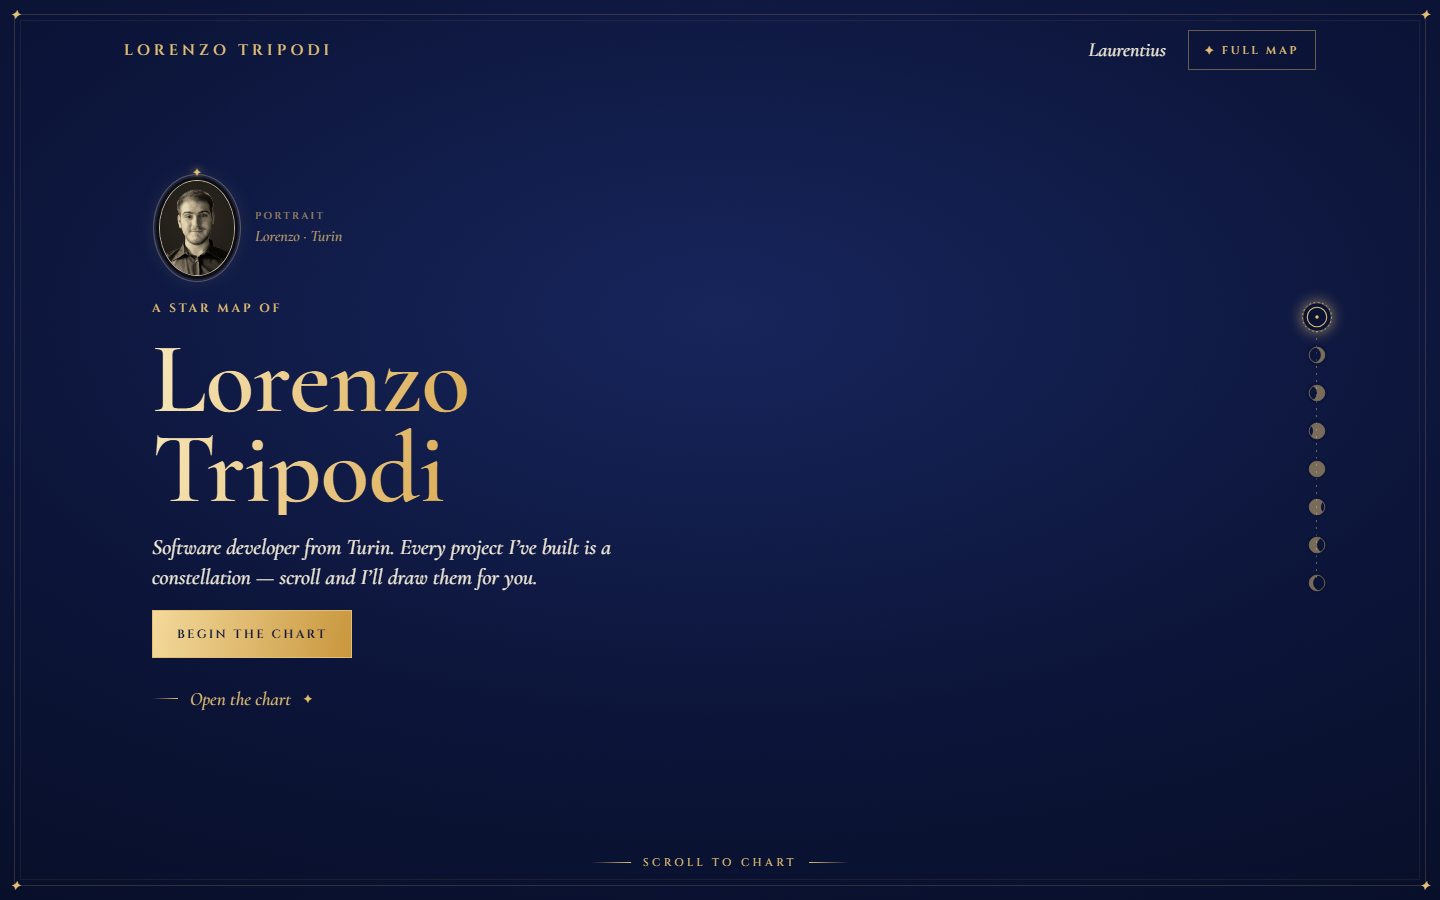 LORENZO TRIPODI
Laurentius
✦ FULL MAP
PORTRAIT
Lorenzo · Turin
A STAR MAP OF
Lorenzo
Tripodi
Software developer from Turin. Every project I’ve built is a
constellation — scroll and I’ll draw them for you.
BEGIN THE CHART
Open the chart ✦
SCROLL TO CHART